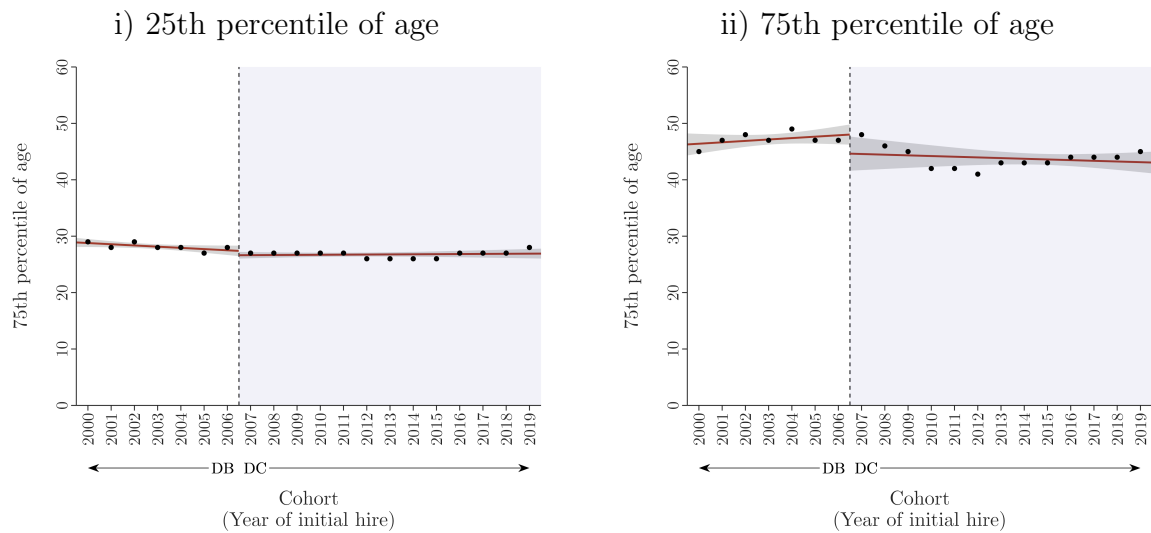 i) 25th percentile of age
75th percentile of age
60
50
40
30
20
10
0
2000 2001 2002 2003 2004 2005 2006 2007 2008 2009 2010 2011 2012 2013 2014 2015 2016 2017 2018 2019
DB DC
Cohort
(Year of initial hire)
ii) 75th percentile of age
75th percentile of age
60
50
40
30
20
10
0
2000 2001 2002 2003 2004 2005 2006 2007 2008 2009 2010 2011 2012 2013 2014 2015 2016 2017 2018 2019
DB DC
Cohort
(Year of initial hire)